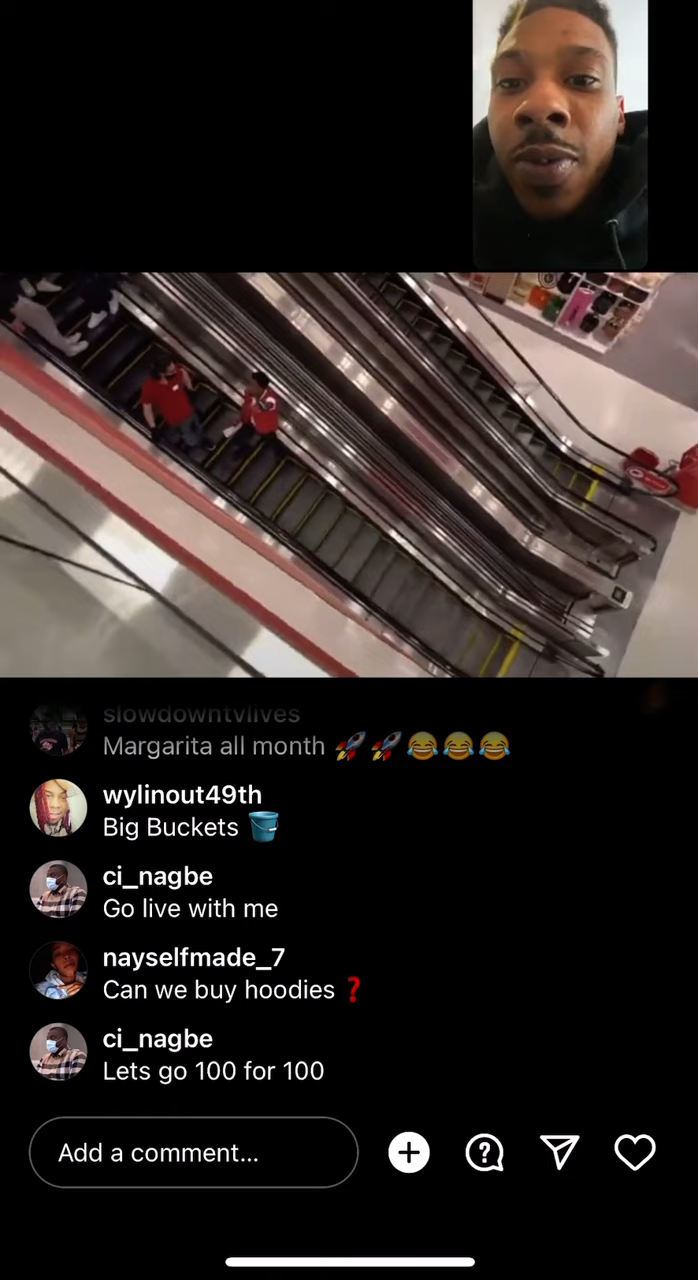 slowdowntvlives
Margarita all month 🚀🚀😂😂😂
wylinout49th
Big Buckets 🪣
ci_nagbe
Go live with me
nayselfmade_7
Can we buy hoodies ❓
ci_nagbe
Lets go 100 for 100
Add a comment...